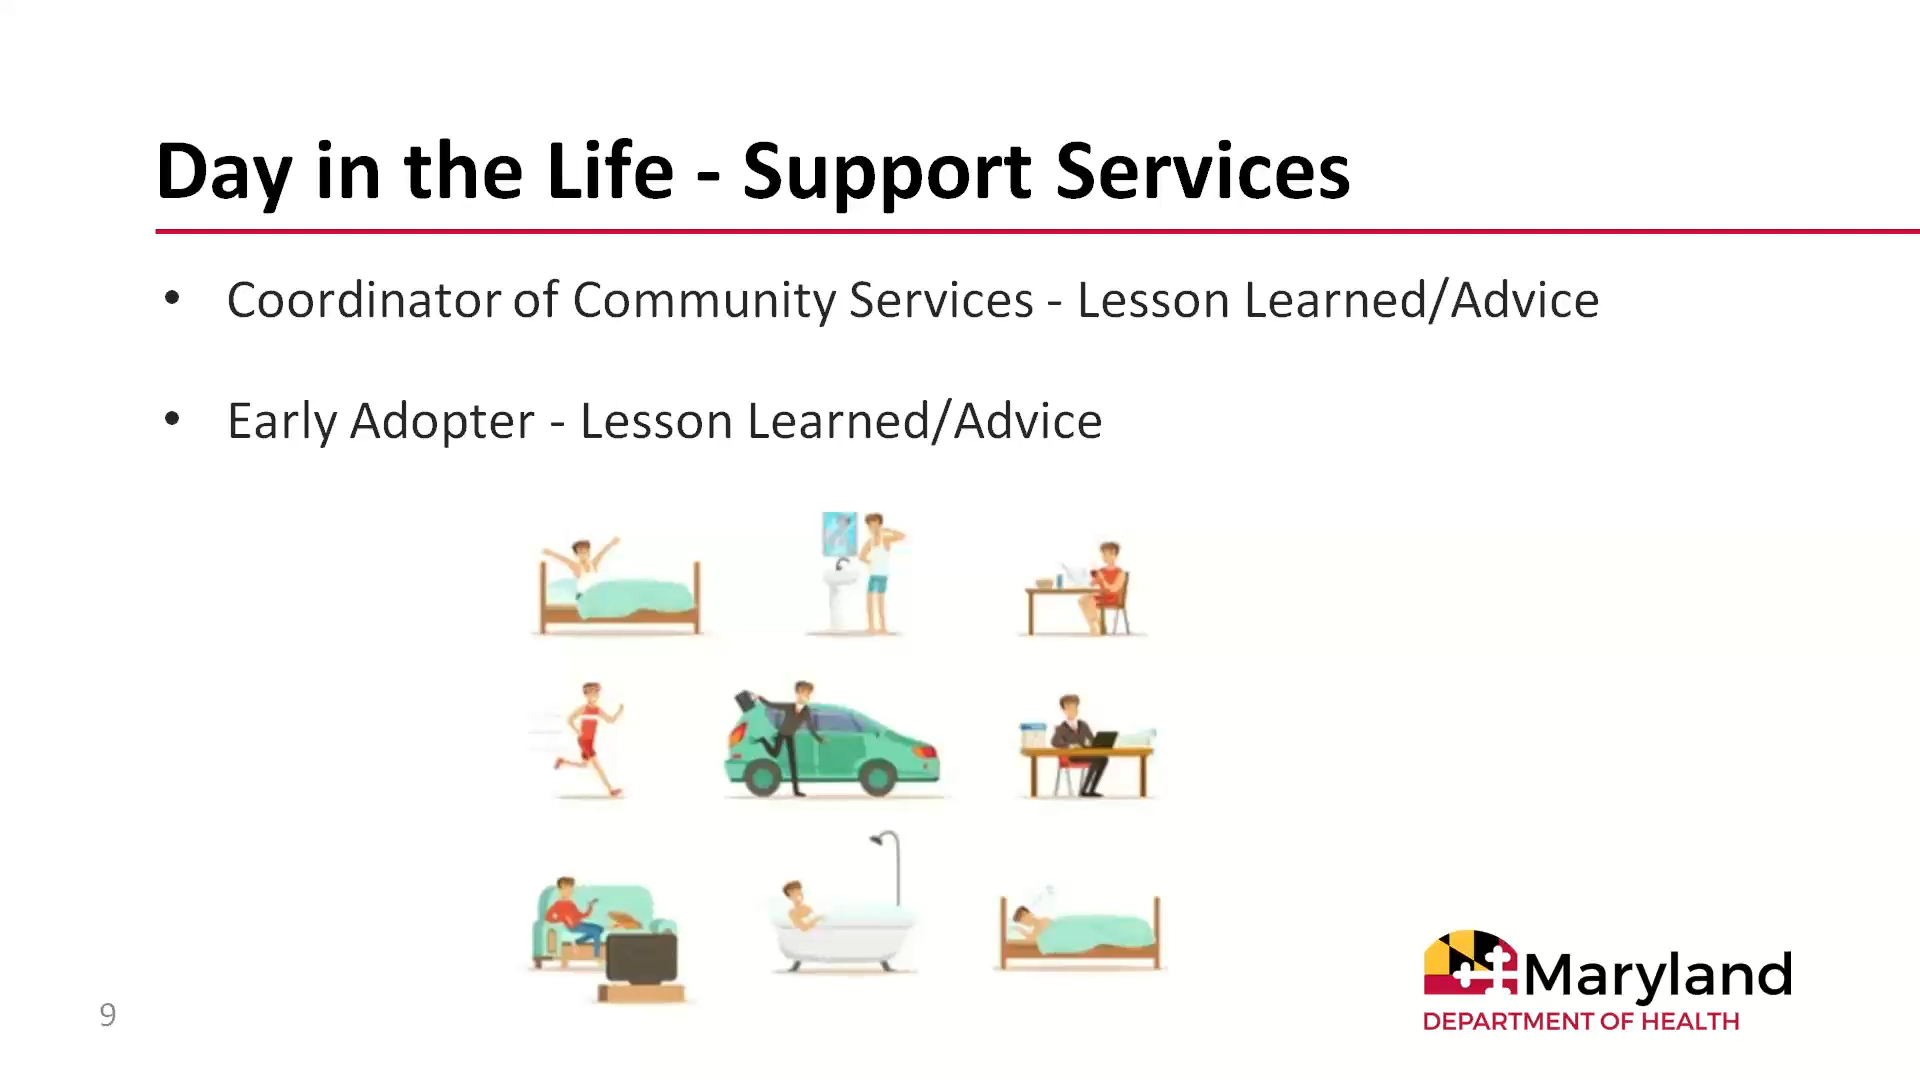 Day in the Life - Support Services
• Coordinator of Community Services - Lesson Learned/Advice
• Early Adopter - Lesson Learned/Advice
9
Maryland
DEPARTMENT OF HEALTH